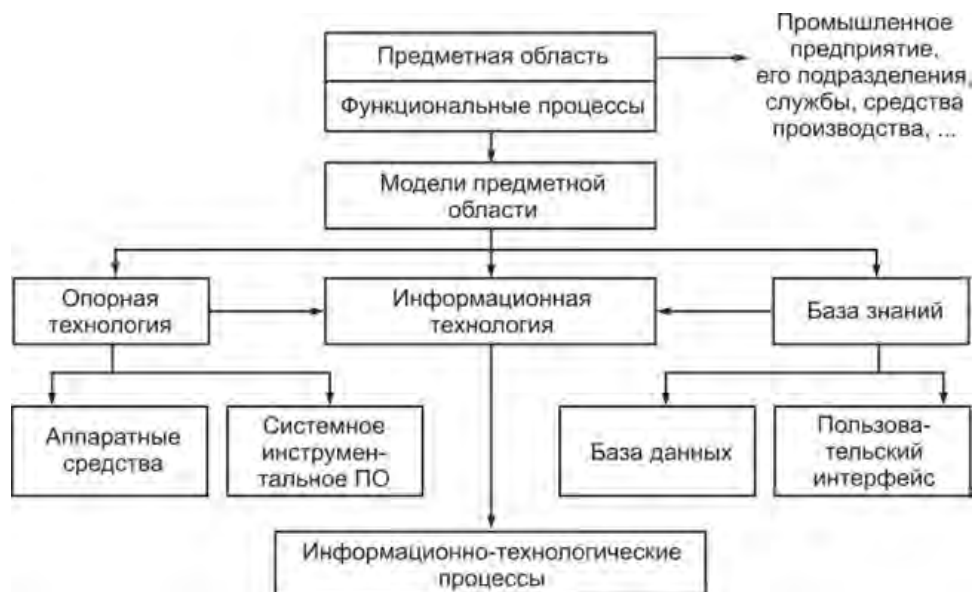 Предметная область
Функциональные процессы
Промышленное
предприятие,
его подразделения,
службы, средства
производства, ...
Модели предметной
области
Опорная
технология
Информационная
технология
База знаний
Аппаратные
средства
Системное
инструмен-
тальное ПО
База данных
Пользова-
тельский
интерфейс
Информационно-технологические
процессы